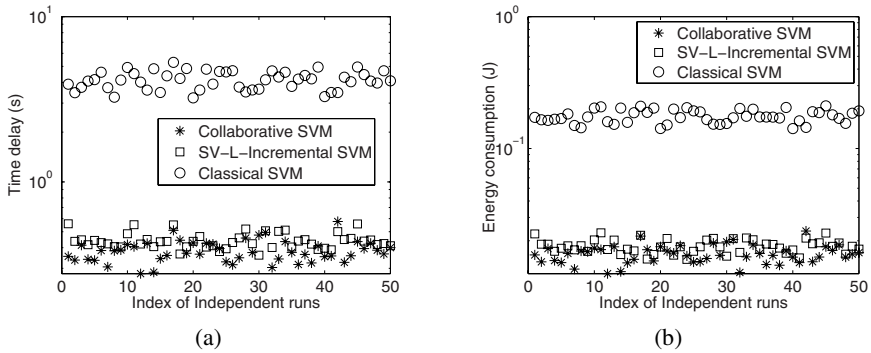 10^1
Time delay (s)
10^0
Collaborative SVM
SV-L-Incremental SVM
Classical SVM
0 10 20 30 40 50
Index of Independent runs
(a)
10^0
Energy consumption (J)
10^-1
Collaborative SVM
SV-L-Incremental SVM
Classical SVM
0 10 20 30 40 50
Index of Independent runs
(b)